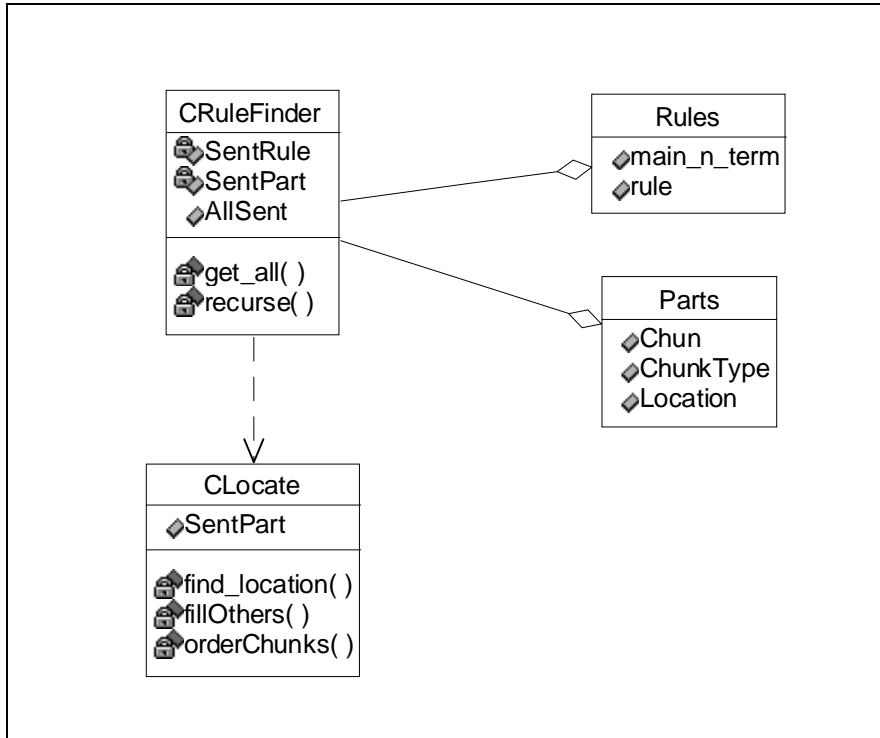 CRuleFinder
SentRule
SentPart
AllSent
get_all( )
recurse( )
Rules
main_n_term
rule
Parts
Chun
ChunkType
Location
CLocate
SentPart
find_location( )
fillOthers( )
orderChunks( )